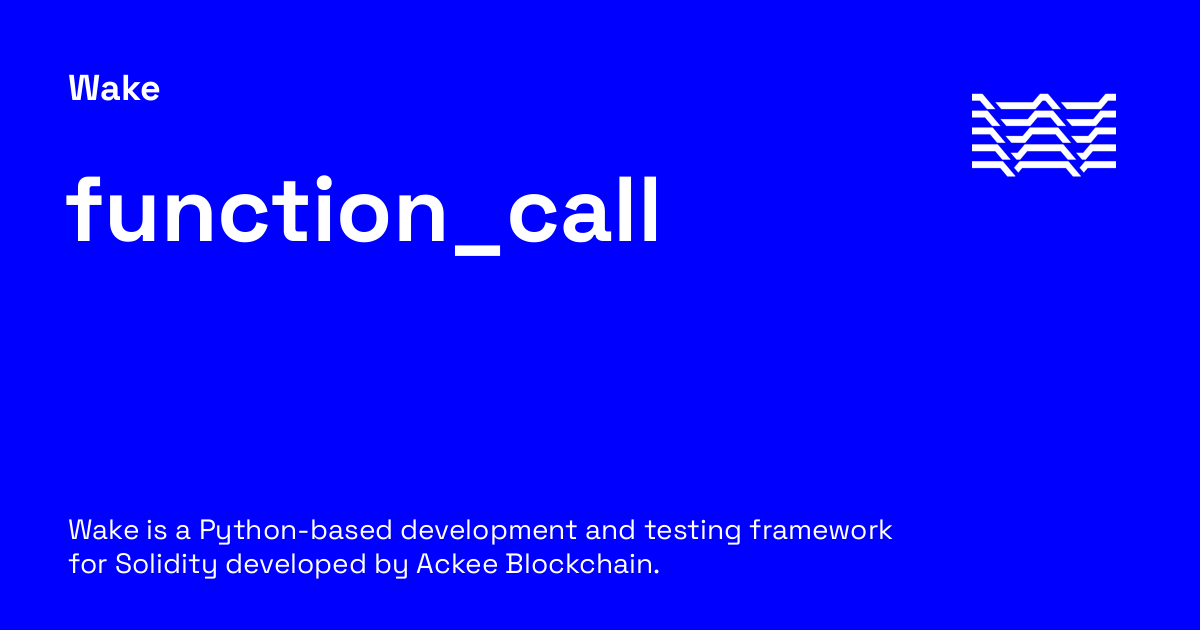 Wake
function_call
Wake is a Python-based development and testing framework
for Solidity developed by Ackee Blockchain.